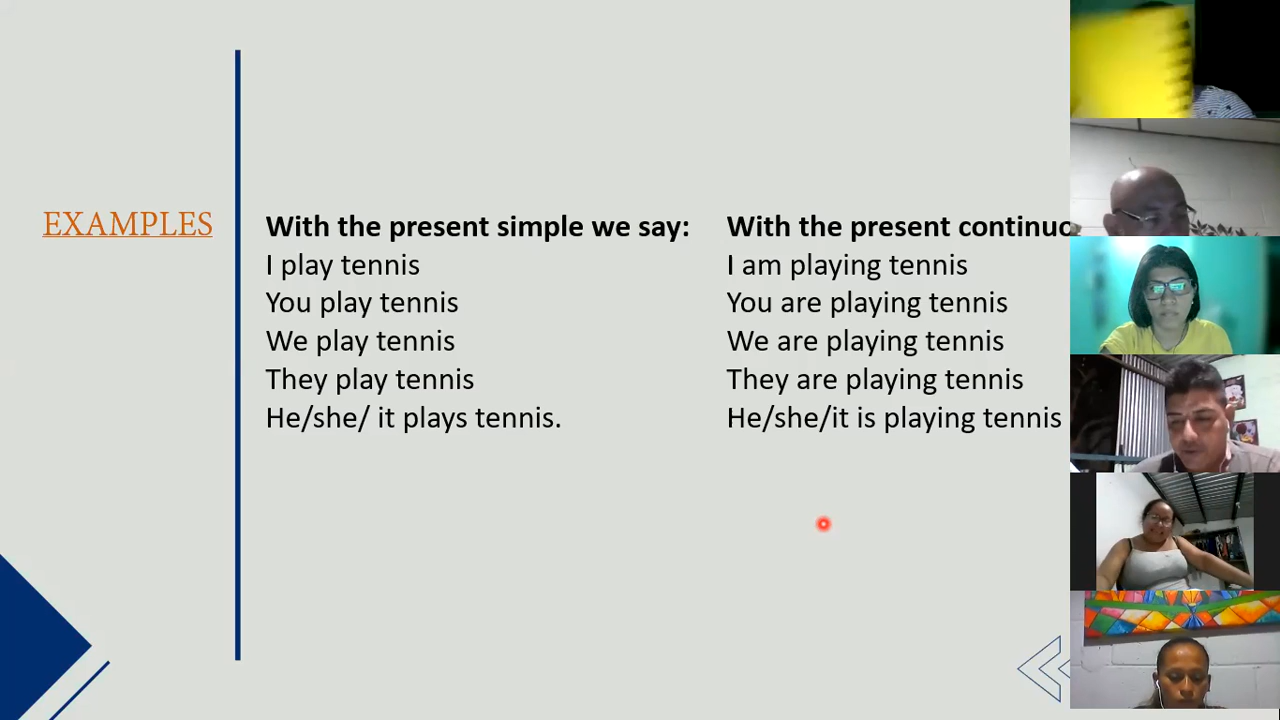 EXAMPLES
With the present simple we say:
I play tennis
You play tennis
We play tennis
They play tennis
He/she/ it plays tennis.
With the present
I am playing tennis
You are playing tennis
We are playing tennis
They are playing tennis
He/she/it is playing tennis